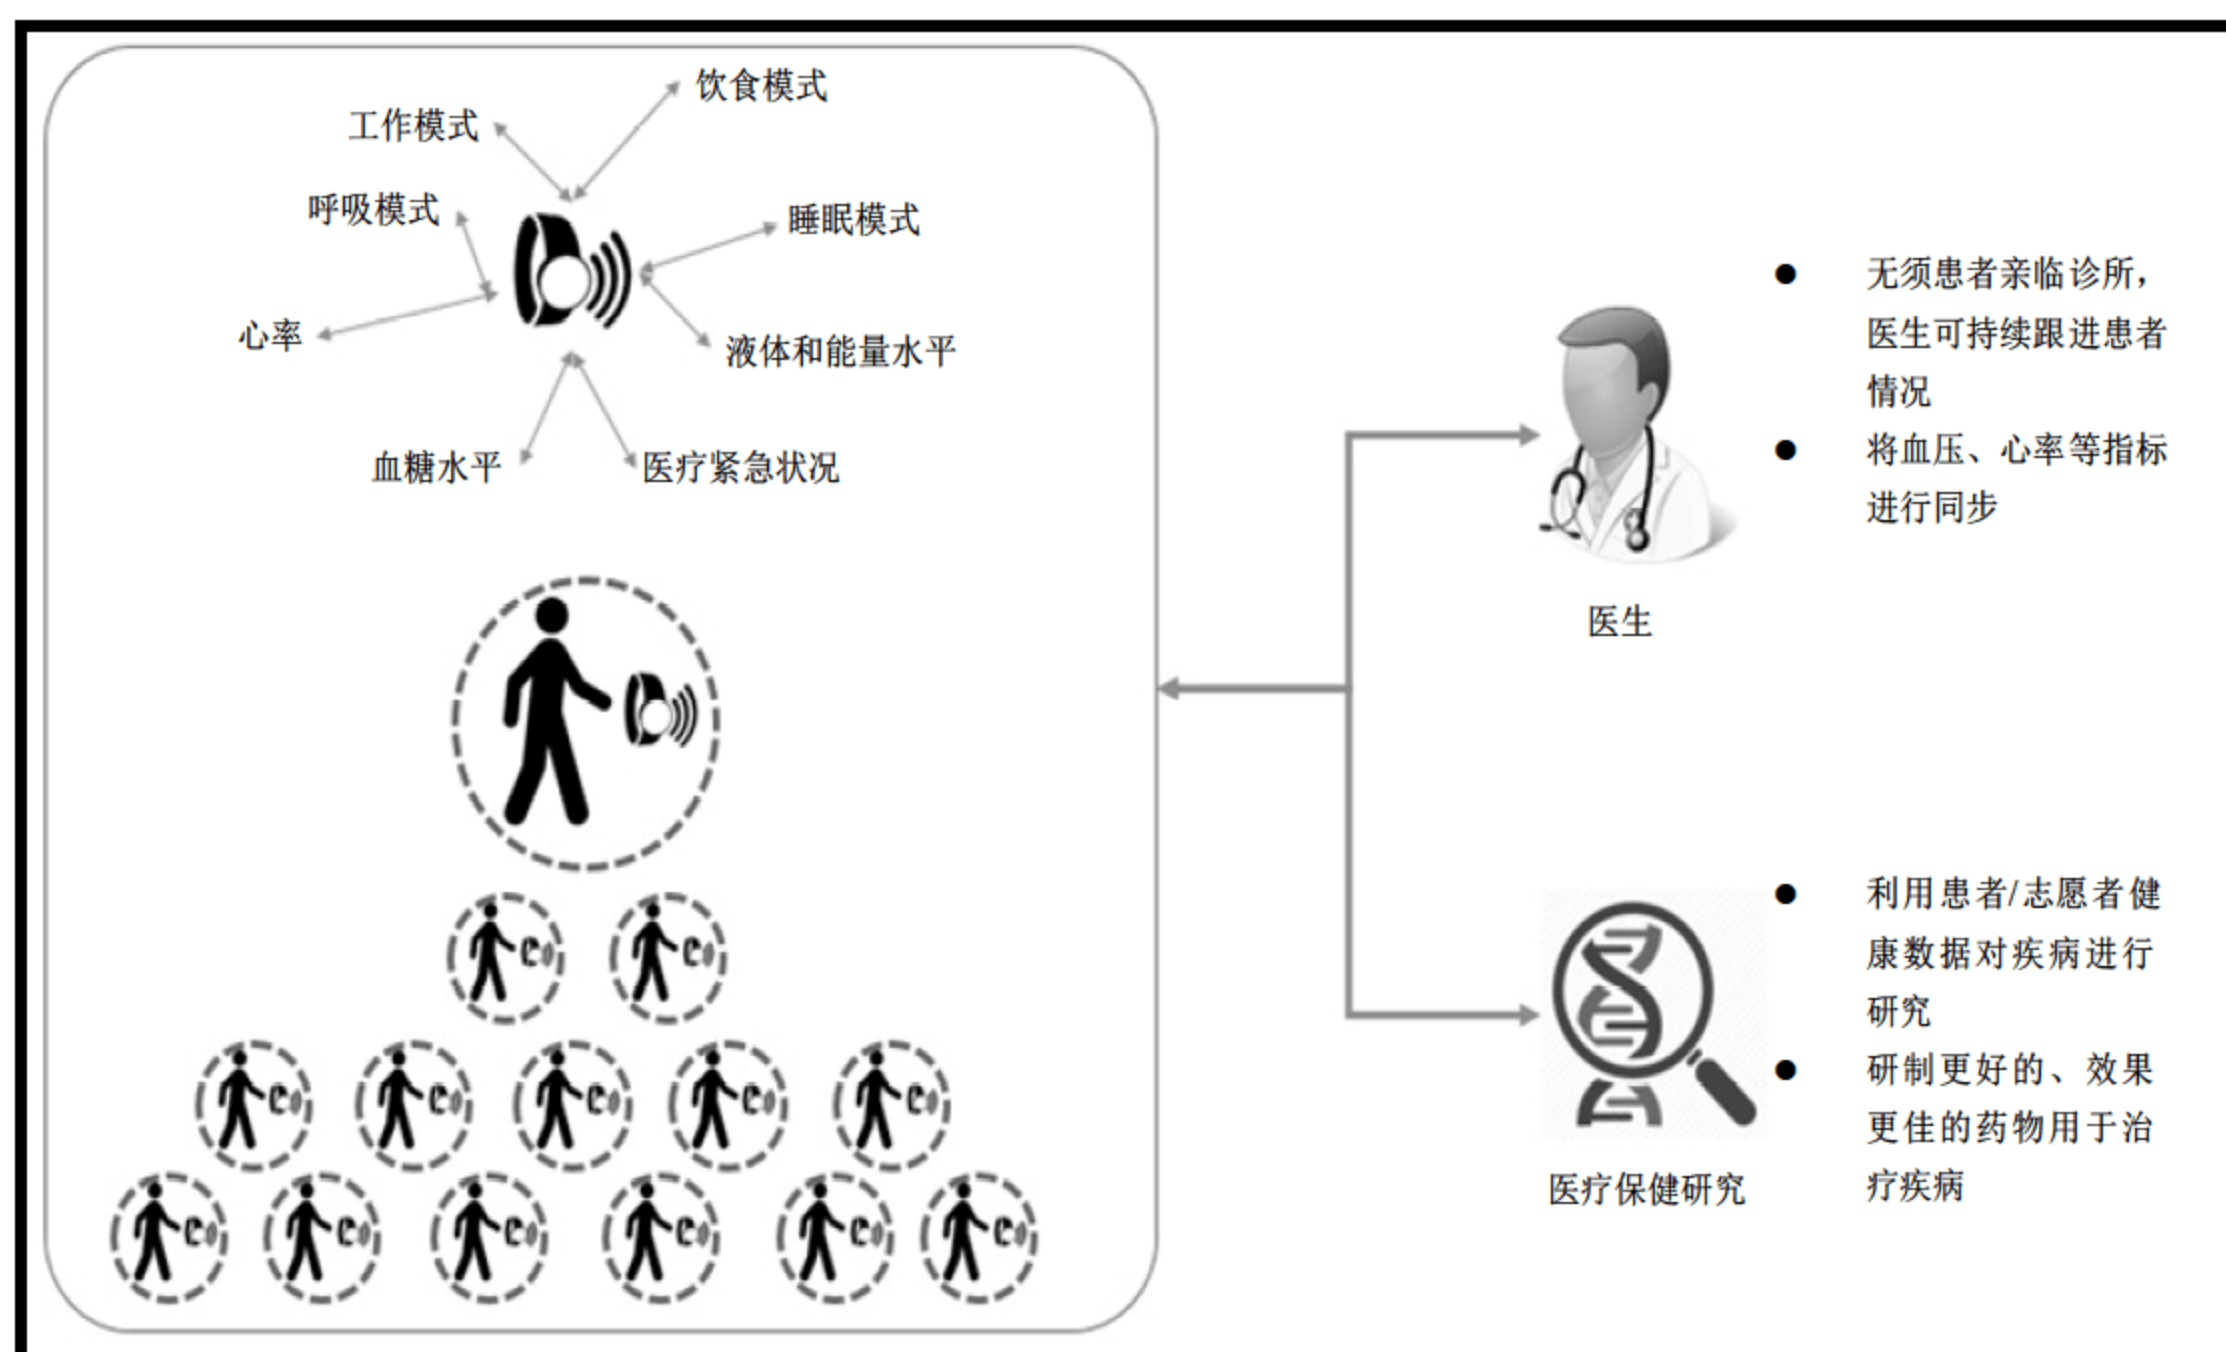 饮食模式
工作模式
呼吸模式
睡眠模式
心率
液体和能量水平
血糖水平
医疗紧急状况
● 无须患者亲临诊所，
医生可持续跟进患者
情况
● 将血压、心率等指标
进行同步
医生
● 利用患者/志愿者健
康数据对疾病进行
研究
● 研制更好的、效果
更佳的药物用于治
疗疾病
医疗保健研究